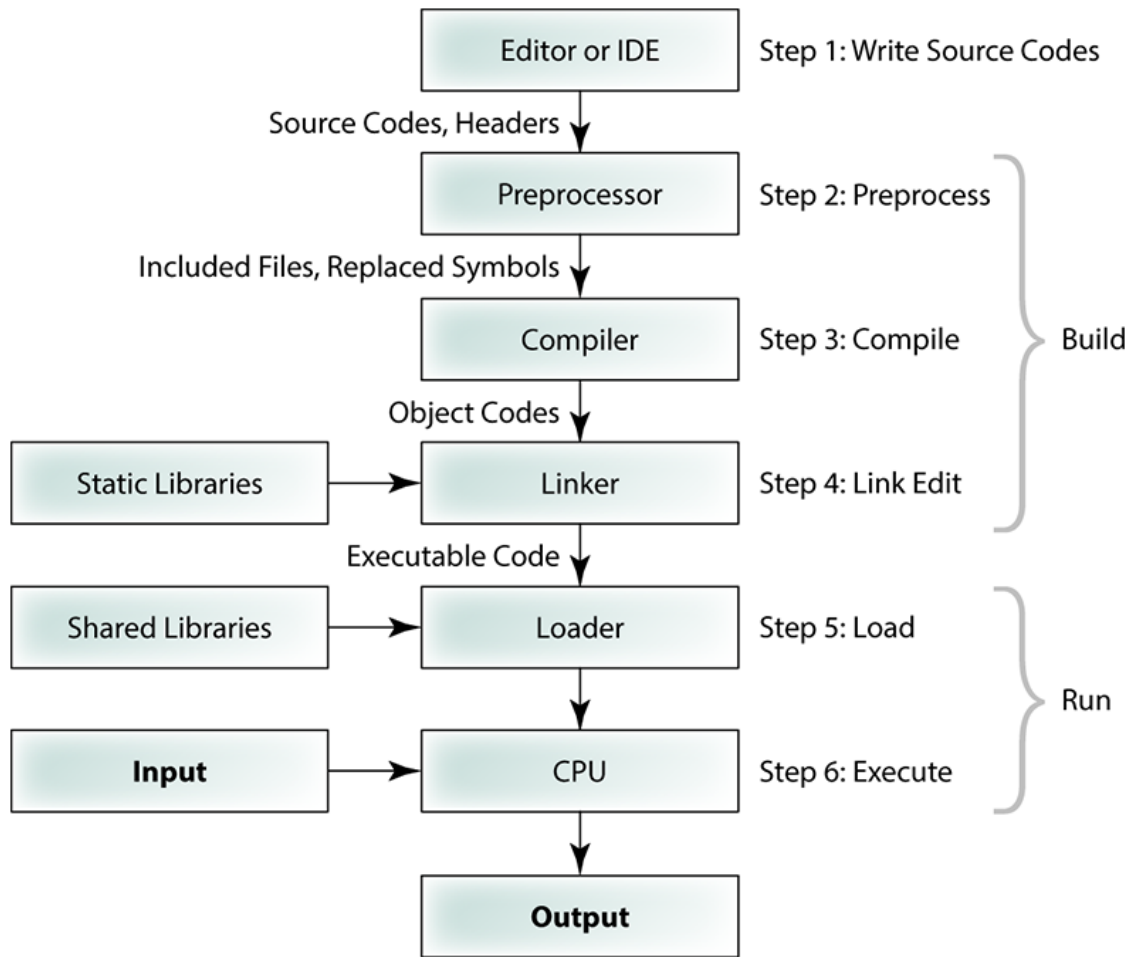 Editor or IDE
Step 1: Write Source Codes
Source Codes, Headers
Preprocessor
Step 2: Preprocess
Included Files, Replaced Symbols
Compiler
Step 3: Compile
Build
Object Codes
Static Libraries
Linker
Step 4: Link Edit
Executable Code
Shared Libraries
Loader
Step 5: Load
Run
Input
CPU
Step 6: Execute
Output